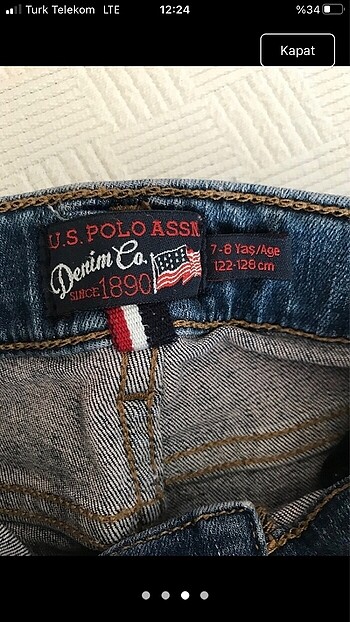 Turk Telekom LTE 12:24 %34
Kapat
U.S. POLO ASSN
Denim Co.
SINCE 1890
7-8 Yaş/Age
122-128 cm